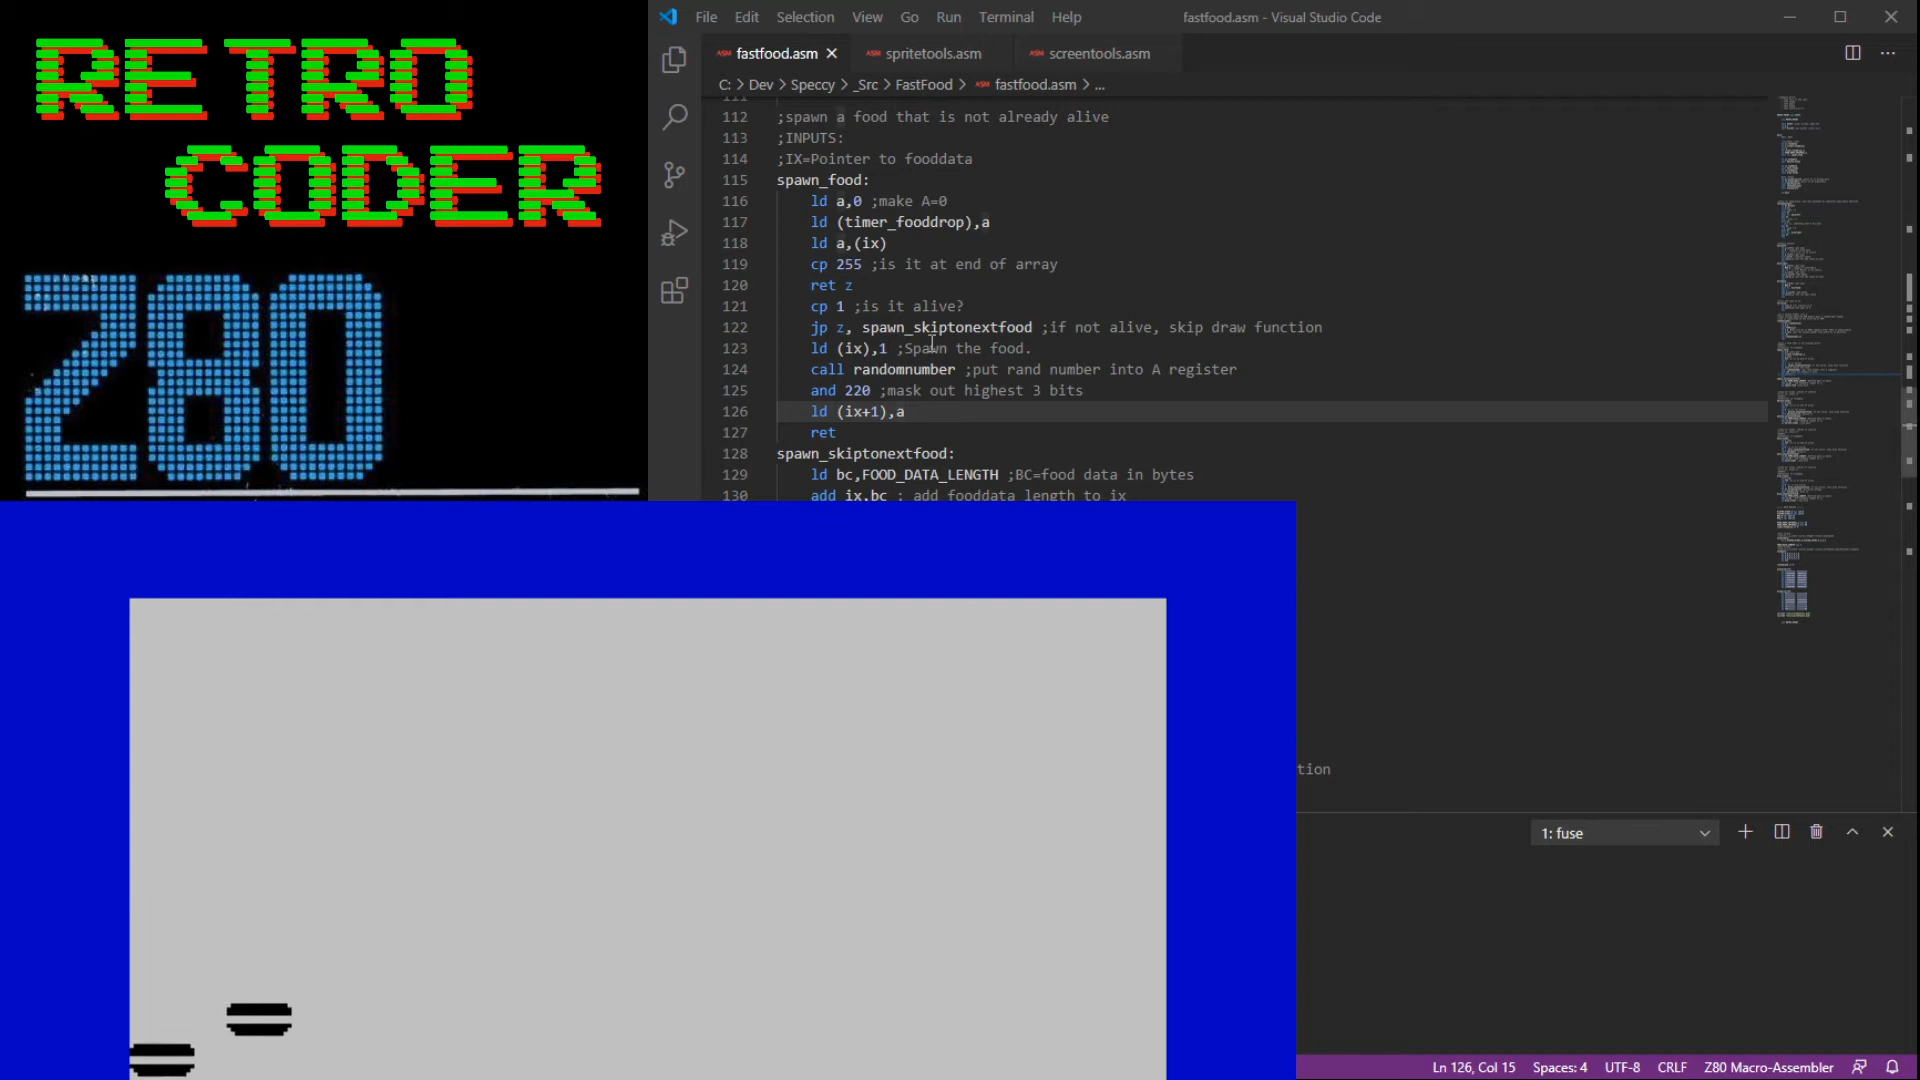 RETRO
CODER
Z80
File Edit Selection View Go Run Terminal Help
fastfood.asm - Visual Studio Code
ASM fastfood.asm
ASM spritetools.asm
ASM screentools.asm
C: > Dev > Speccy > _Src > FastFood > ASM fastfood.asm > ...
111
112 ;spawn a food that is not already alive
113 ;INPUTS:
114 ;IX=Pointer to fooddata
115 spawn_food:
116 ld a,0 ;make A=0
117 ld (timer_fooddrop),a
118 ld a,(ix)
119 cp 255 ;is it at end of array
120 ret z
121 cp 1 ;is it alive?
122 jp z, spawn_skiptonextfood ;if not alive, skip draw function
123 ld (ix),1 ;Spawn the food.
124 call randomnumber ;put rand number into A register
125 and 220 ;mask out highest 3 bits
126 ld (ix+1),a
127 ret
128 spawn_skiptonextfood:
129 ld bc,FOOD_DATA_LENGTH ;BC=food data in bytes
130 add ix,bc ; add fooddata length to ix
tion
1: fuse
Ln 126, Col 15 Spaces: 4 UTF-8 CRLF Z80 Macro-Assembler